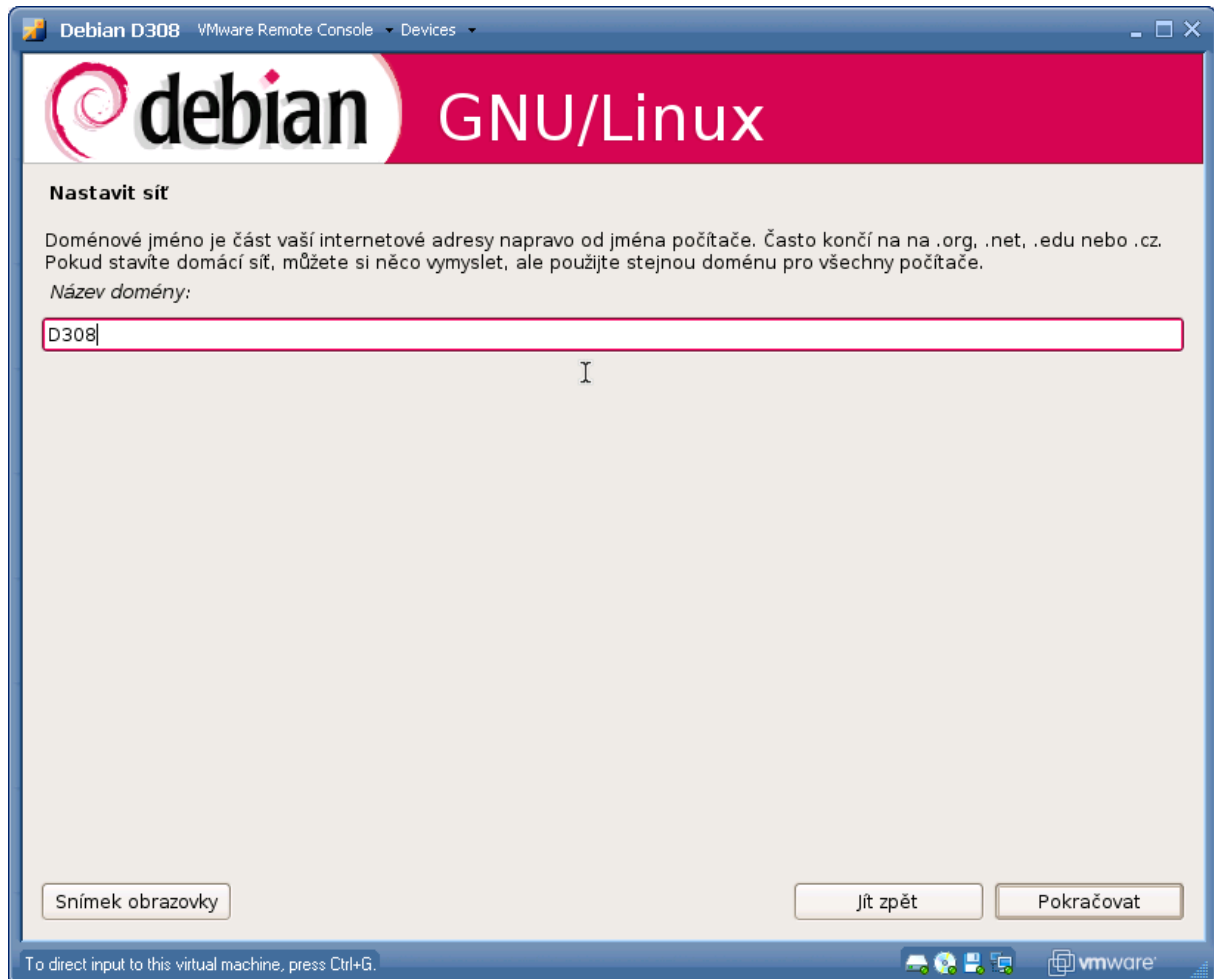 Debian D308 VMware Remote Console Devices
debian GNU/Linux
Nastavit síť
Doménové jméno je část vaší internetové adresy napravo od jména počítače. Často končí na na .org, .net, .edu nebo .cz.
Pokud stavíte domácí síť, můžete si něco vymyslet, ale použijte stejnou doménu pro všechny počítače.
Název domény:
D308
Snímek obrazovky Jít zpět Pokračovat
To direct input to this virtual machine, press Ctrl+G. vmware